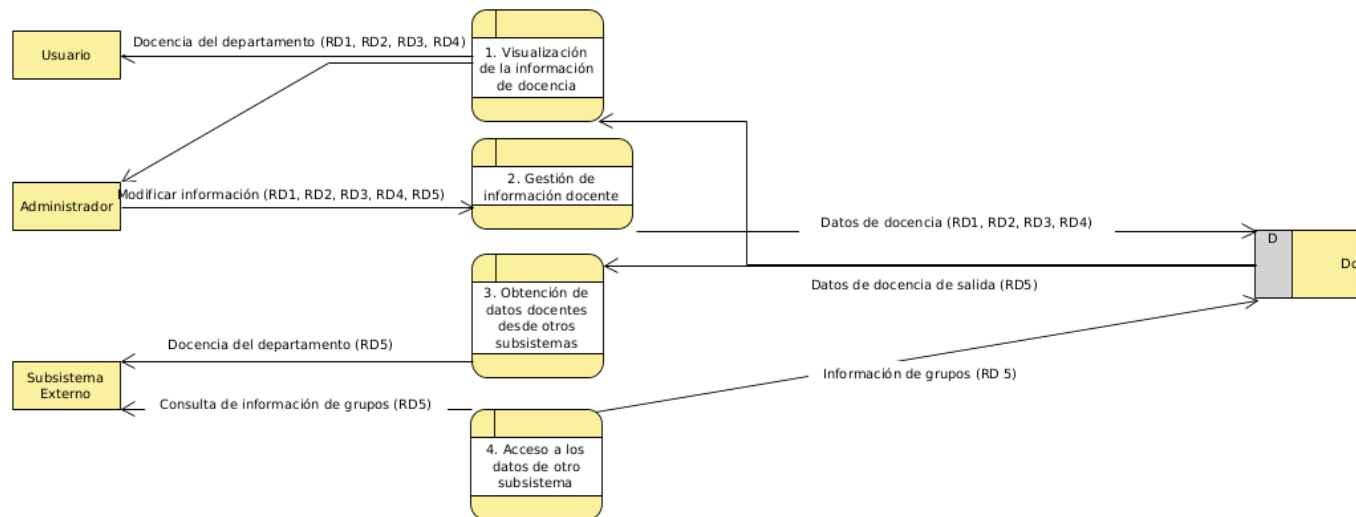 Docencia del departamento (RD1, RD2, RD3, RD4)
Usuario
1. Visualización
de la información
de docencia
Modificar información (RD1, RD2, RD3, RD4, RD5)
Administrador
2. Gestión de
información docente
Datos de docencia (RD1, RD2, RD3, RD4)
D
Do
Datos de docencia de salida (RD5)
3. Obtención de
datos docentes
desde otros
subsistemas
Docencia del departamento (RD5)
Subsistema
Externo
Información de grupos (RD 5)
Consulta de información de grupos (RD5)
4. Acceso a los
datos de otro
subsistema